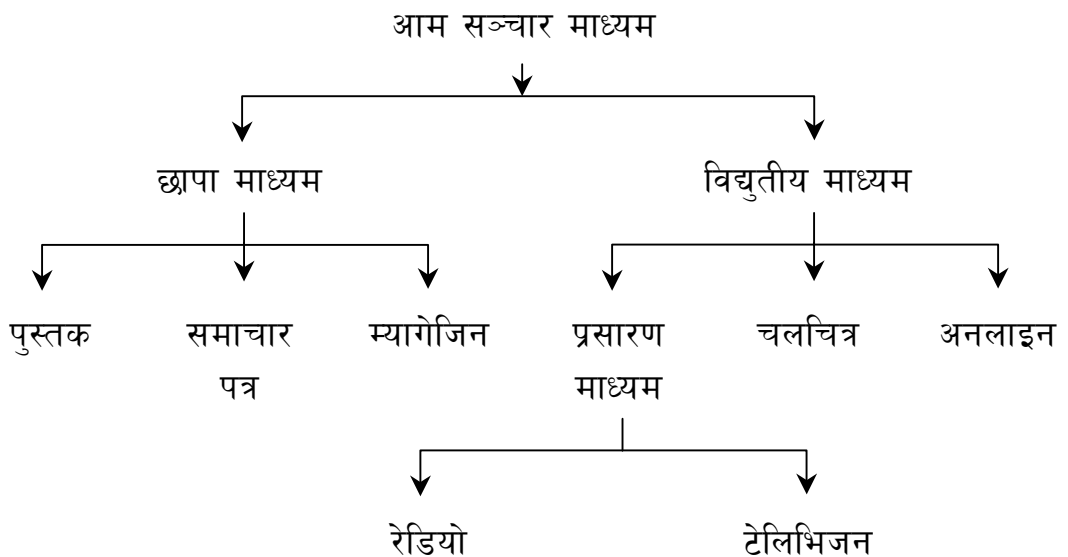 आम सञ्चार माध्यम
छापा माध्यम विद्युतीय माध्यम
पुस्तक समाचार म्यागेजिन प्रसारण चलचित्र अनलाइन
पत्र माध्यम
रेडियो टेलिभिजन